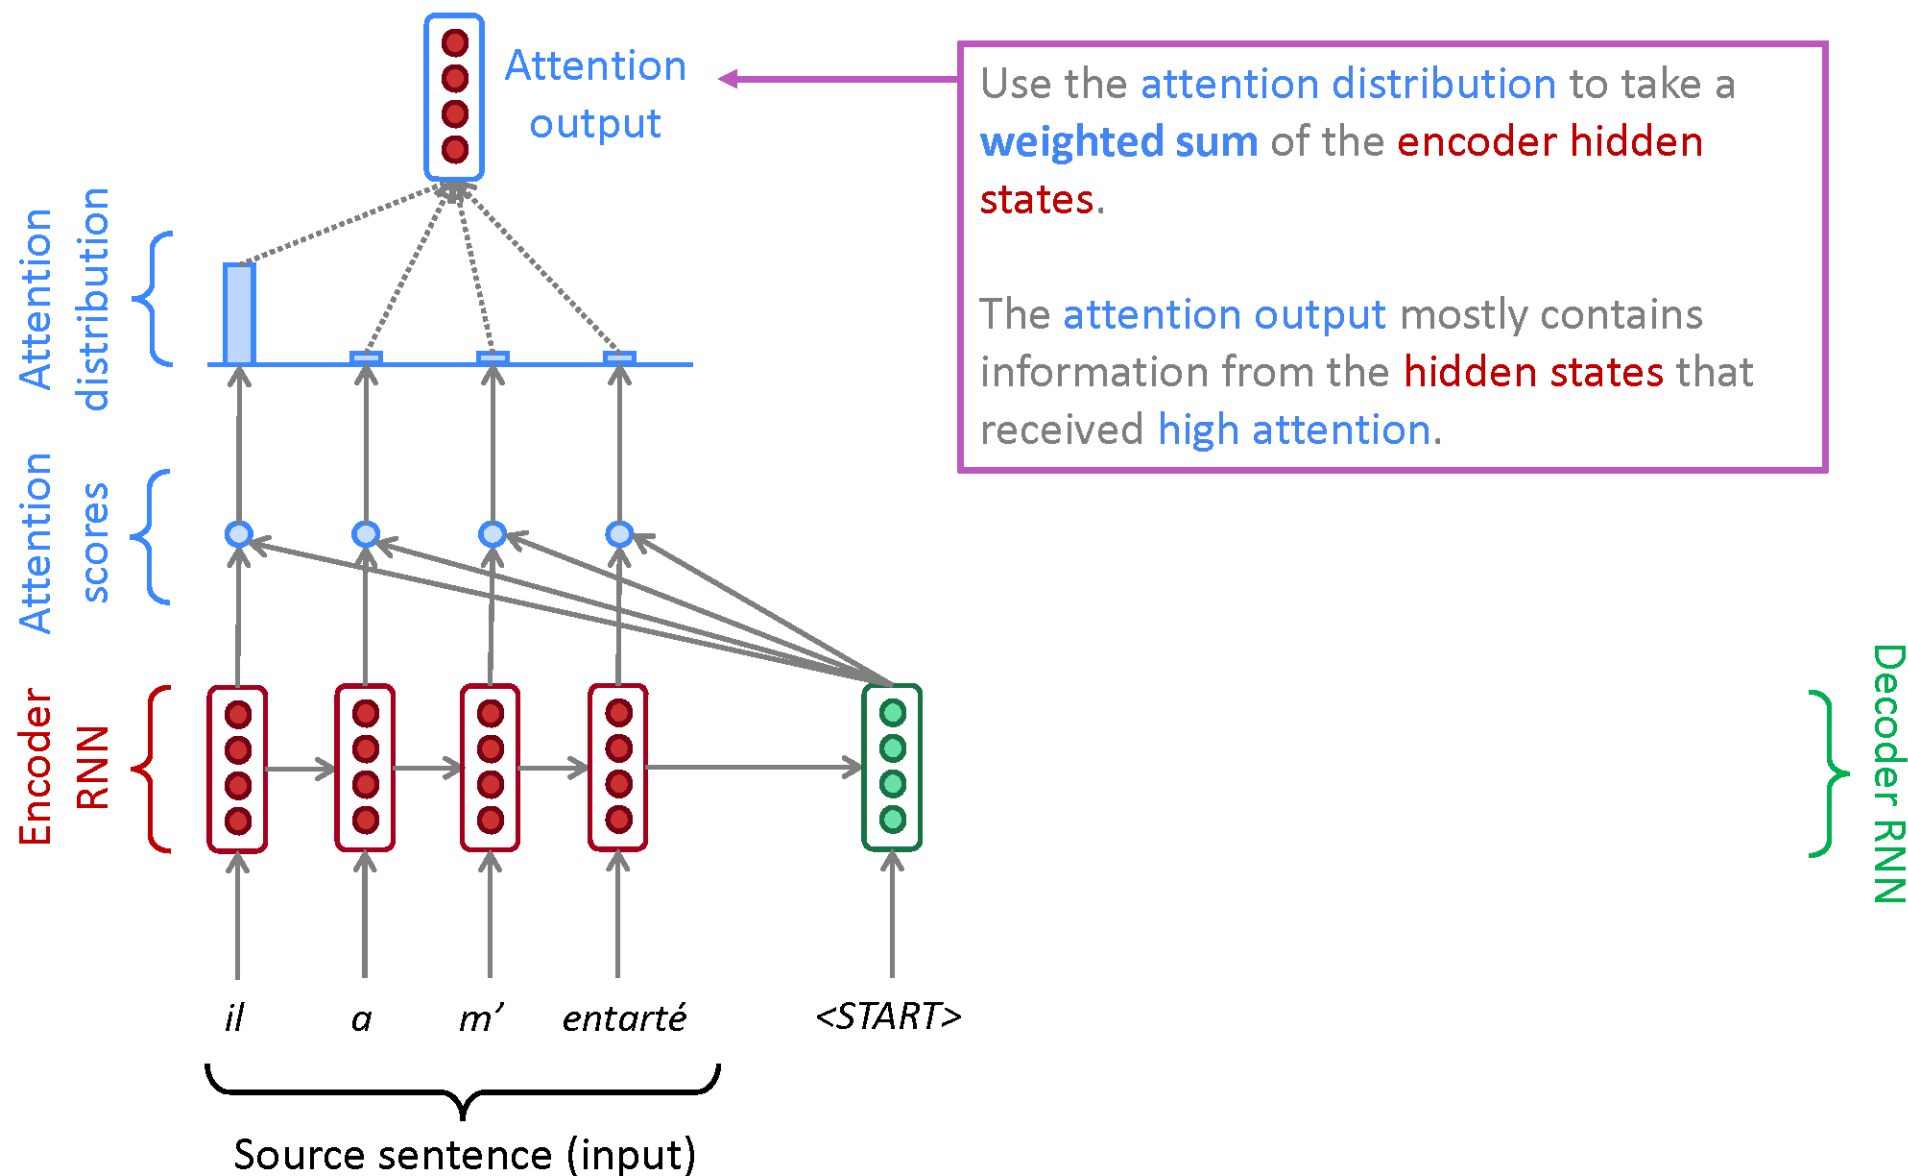 Attention
output
Use the attention distribution to take a
weighted sum of the encoder hidden
states.
The attention output mostly contains
information from the hidden states that
received high attention.
Attention
distribution
Attention
scores
Encoder
RNN
Decoder RNN
il a m’ entarté <START>
Source sentence (input)